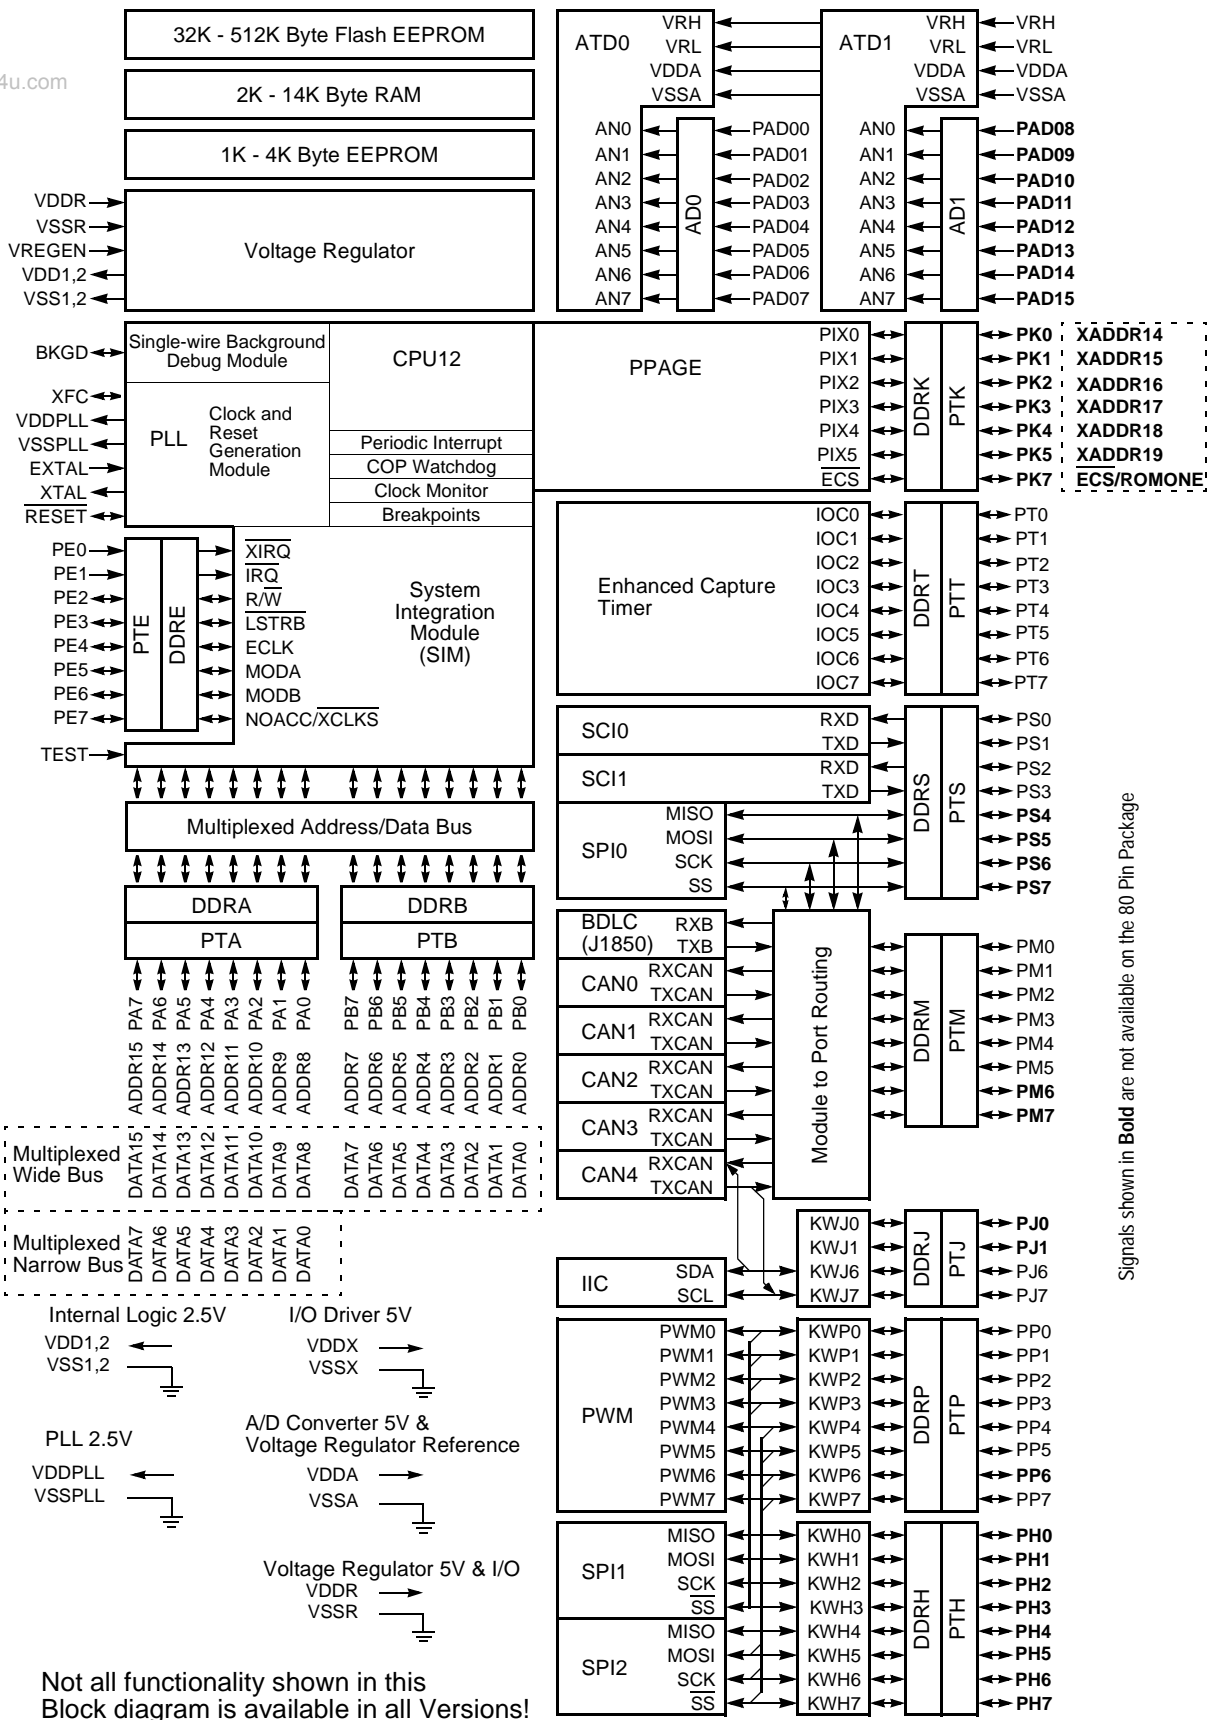 4u.com
32K - 512K Byte Flash EEPROM
2K - 14K Byte RAM
1K - 4K Byte EEPROM
VDDR
VSSR
VREGEN
VDD1,2
VSS1,2
Voltage Regulator
ATD0
VRH
VRL
VDDA
VSSA
AN0
AN1
AN2
AN3
AN4
AN5
AN6
AN7
AD0
PAD00
PAD01
PAD02
PAD03
PAD04
PAD05
PAD06
PAD07
ATD1
VRH
VRL
VDDA
VSSA
VRH
VRL
VDDA
VSSA
AN0
AN1
AN2
AN3
AN4
AN5
AN6
AN7
AD1
PAD08
PAD09
PAD10
PAD11
PAD12
PAD13
PAD14
PAD15
BKGD
XFC
VDDPLL
VSSPLL
EXTAL
XTAL
RESET
Single-wire Background
Debug Module
CPU12
PLL
Clock and
Reset
Generation
Module
Periodic Interrupt
COP Watchdog
Clock Monitor
Breakpoints
PPAGE
PIX0
PIX1
PIX2
PIX3
PIX4
PIX5
ECS
DDRK
PTK
PK0 XADDR14
PK1 XADDR15
PK2 XADDR16
PK3 XADDR17
PK4 XADDR18
PK5 XADDR19
PK7 ECS/ROMONE
PE0
PE1
PE2
PE3
PE4
PE5
PE6
PE7
TEST
PTE
DDRE
XIRQ
IRQ
R/W
LSTRB
ECLK
MODA
MODB
NOACC/XCLKS
System
Integration
Module
(SIM)
Enhanced Capture
Timer
IOC0
IOC1
IOC2
IOC3
IOC4
IOC5
IOC6
IOC7
DDRT
PTT
PT0
PT1
PT2
PT3
PT4
PT5
PT6
PT7
SCI0
RXD
TXD
SCI1
RXD
TXD
SPI0
MISO
MOSI
SCK
SS
DDRS
PTS
PS0
PS1
PS2
PS3
PS4
PS5
PS6
PS7
Multiplexed Address/Data Bus
DDRA
PTA
DDRB
PTB
PA7 PA6 PA5 PA4 PA3 PA2 PA1 PA0
PB7 PB6 PB5 PB4 PB3 PB2 PB1 PB0
ADDR15 ADDR14 ADDR13 ADDR12 ADDR11 ADDR10 ADDR9 ADDR8
ADDR7 ADDR6 ADDR5 ADDR4 ADDR3 ADDR2 ADDR1 ADDR0
Multiplexed
Wide Bus
DATA15 DATA14 DATA13 DATA12 DATA11 DATA10 DATA9 DATA8
DATA7 DATA6 DATA5 DATA4 DATA3 DATA2 DATA1 DATA0
Multiplexed
Narrow Bus
DATA7 DATA6 DATA5 DATA4 DATA3 DATA2 DATA1 DATA0
BDLC
(J1850)
RXB
TXB
CAN0
RXCAN
TXCAN
CAN1
RXCAN
TXCAN
CAN2
RXCAN
TXCAN
CAN3
RXCAN
TXCAN
CAN4
RXCAN
TXCAN
Module to Port Routing
DDRM
PTM
PM0
PM1
PM2
PM3
PM4
PM5
PM6
PM7
IIC
SDA
SCL
KWJ0
KWJ1
KWJ6
KWJ7
DDRJ
PTJ
PJ0
PJ1
PJ6
PJ7
PWM
PWM0
PWM1
PWM2
PWM3
PWM4
PWM5
PWM6
PWM7
KWP0
KWP1
KWP2
KWP3
KWP4
KWP5
KWP6
KWP7
DDRP
PTP
PP0
PP1
PP2
PP3
PP4
PP5
PP6
PP7
SPI1
MISO
MOSI
SCK
SS
SPI2
MISO
MOSI
SCK
SS
KWH0
KWH1
KWH2
KWH3
KWH4
KWH5
KWH6
KWH7
DDRH
PTH
PH0
PH1
PH2
PH3
PH4
PH5
PH6
PH7
Internal Logic 2.5V
VDD1,2
VSS1,2
I/O Driver 5V
VDDX
VSSX
PLL 2.5V
VDDPLL
VSSPLL
A/D Converter 5V &
Voltage Regulator Reference
VDDA
VSSA
Voltage Regulator 5V & I/O
VDDR
VSSR
Not all functionality shown in this
Block diagram is available in all Versions!
Signals shown in Bold are not available on the 80 Pin Package